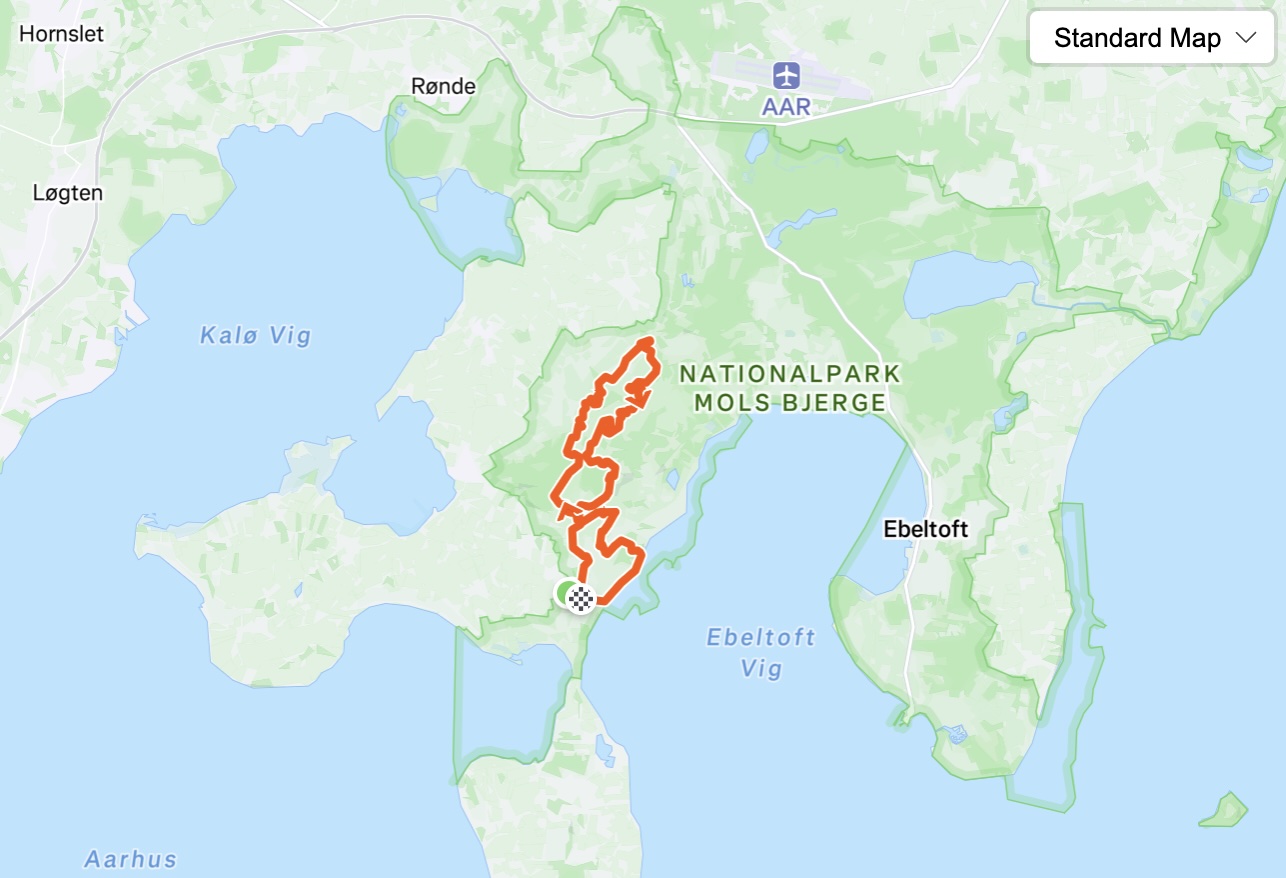 Hornslet
Standard Map
Rønde
AAR
Løgten
Kalø Vig
NATIONALPARK
MOLS BJERGE
Ebeltoft
Ebeltoft
Vig
Aarhus